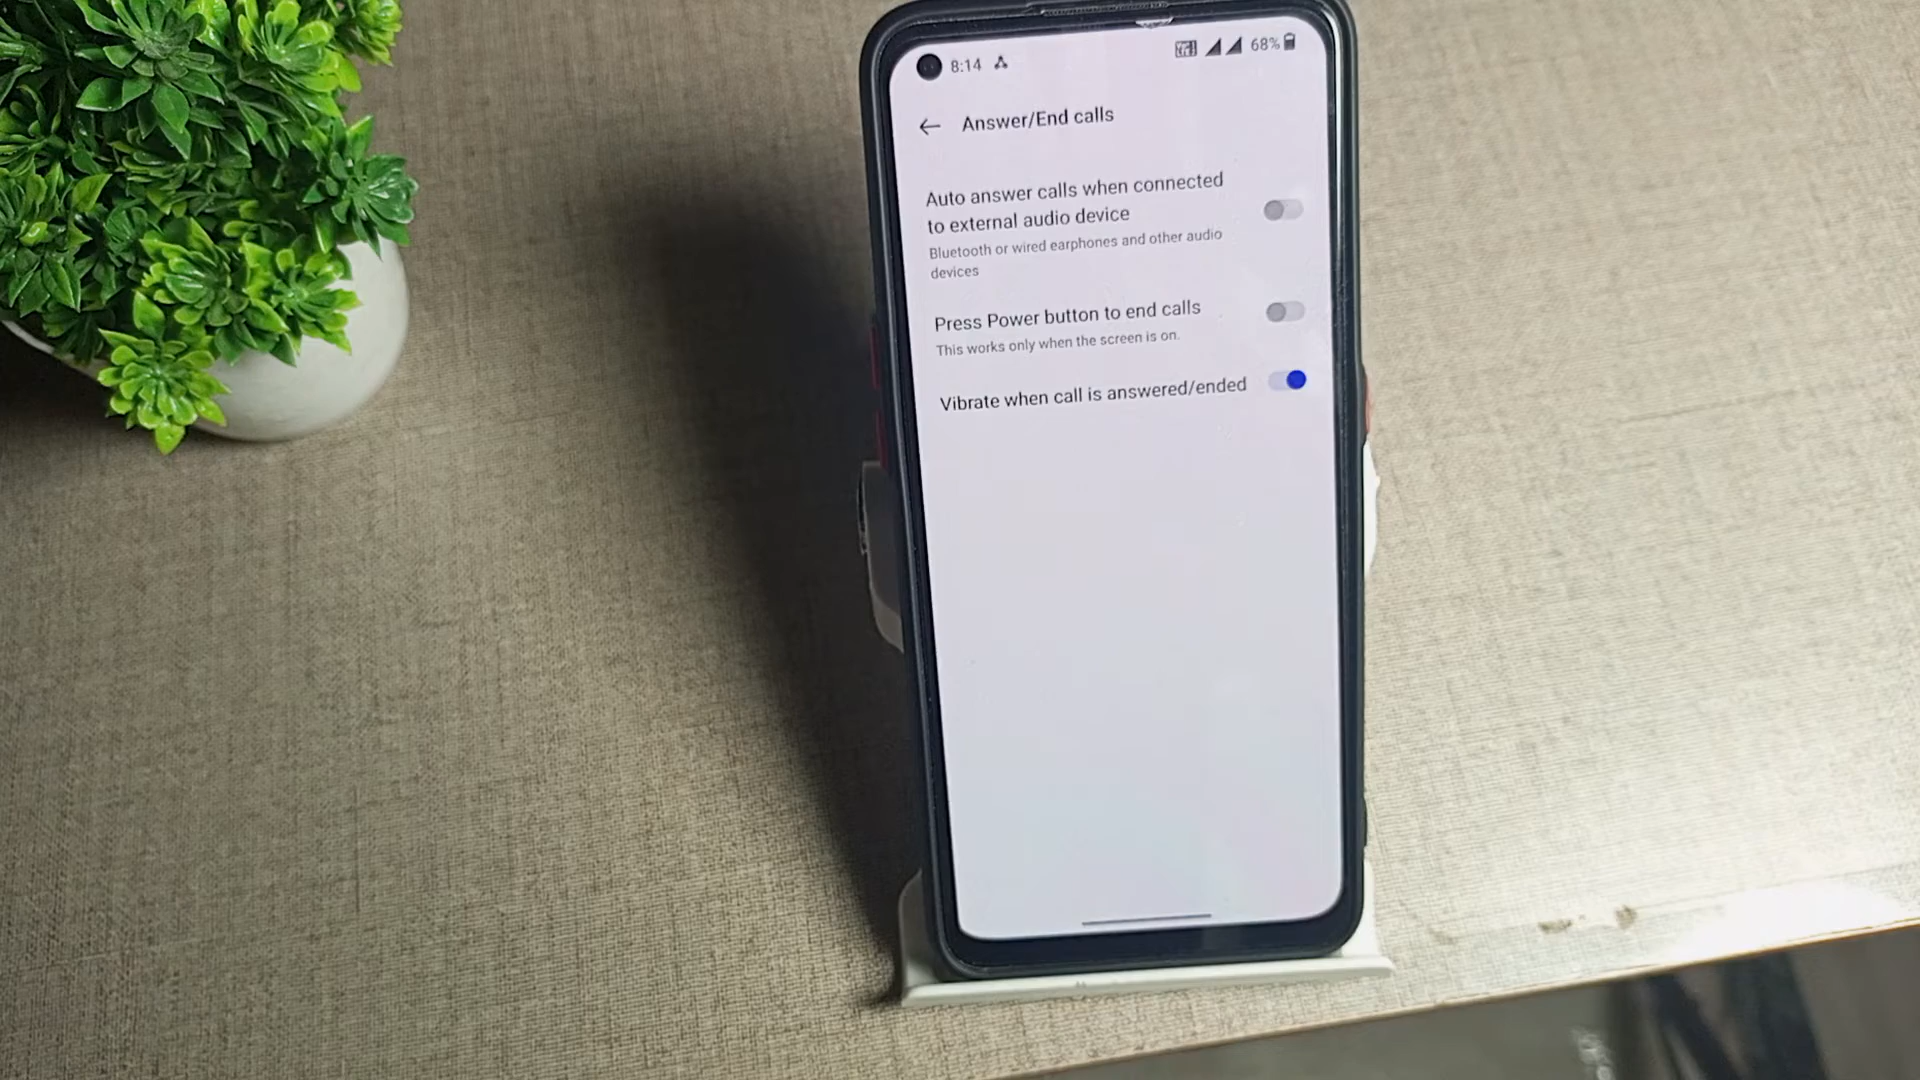 8:14
68%
Answer/End calls
Auto answer calls when connected
to external audio device
Bluetooth or wired earphones and other audio
devices
Press Power button to end calls
This works only when the screen is on.
Vibrate when call is answered/ended